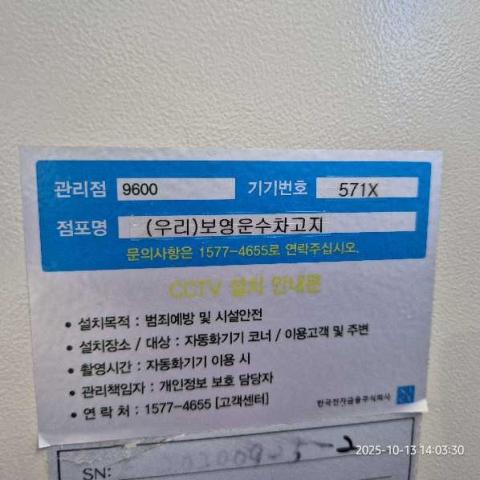 관리점 9600 기기번호 571X
점포명 (우리)보영운수차고지
문의사항은 1577-4655로 연락주십시오.
CCTV 설치 안내문
• 설치목적 : 범죄예방 및 시설안전
• 설치장소 / 대상 : 자동화기기 코너 / 이용고객 및 주변
• 촬영시간 : 자동화기기 이용 시
• 관리책임자 : 개인정보 보호 담당자
• 연 락 처 : 1577-4655 [고객센터]
한국전자금융주식회사
SN:
2025-10-13 14:03:30